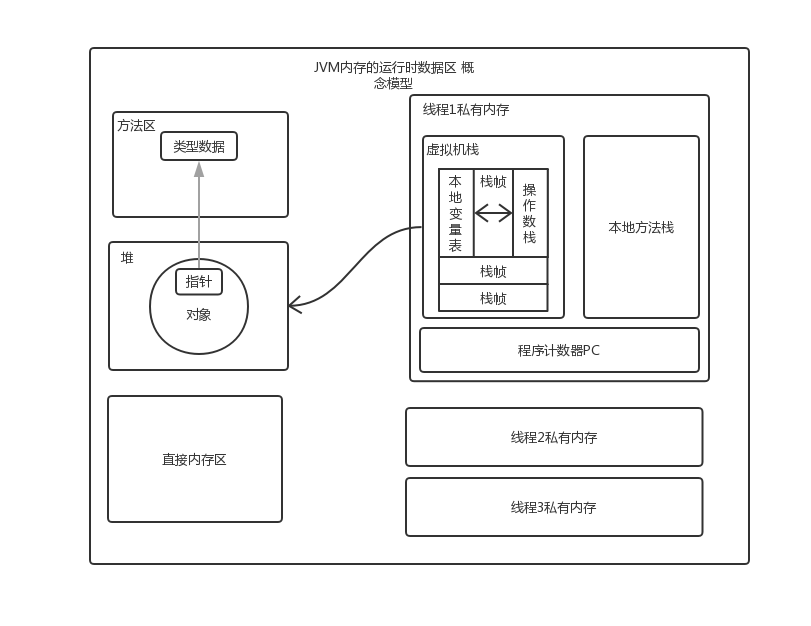 JVM内存的运行时数据区 概
念模型
方法区
类型数据
堆
指针
对象
直接内存区
线程1私有内存
虚拟机栈
本
地
变
量
表
栈帧
操
作
数
栈
栈帧
栈帧
本地方法栈
程序计数器PC
线程2私有内存
线程3私有内存